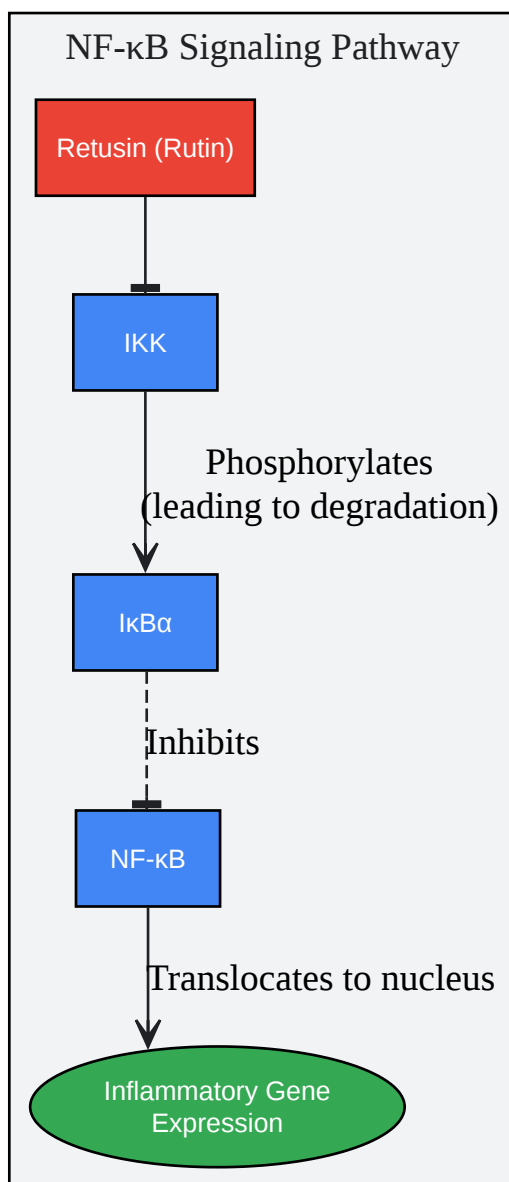 NF-κB Signaling Pathway
Retusin (Rutin)
IKK
Phosphorylates
(leading to degradation)
IκBα
Inhibits
NF-κB
Translocates to nucleus
Inflammatory Gene
Expression